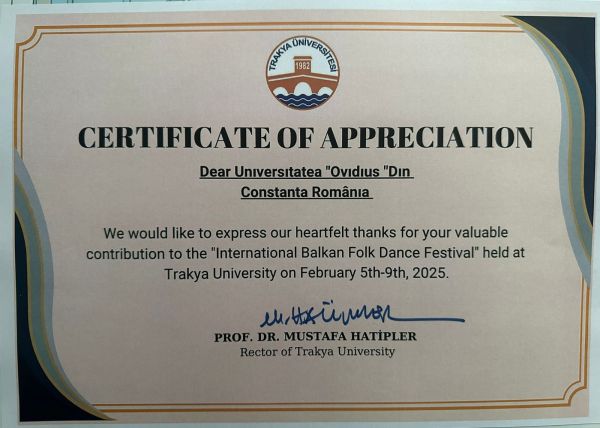 TRAKYA ÜNİVERSİTESİ
1982
CERTIFICATE OF APPRECIATION
Dear Unıversıtatea "Ovıdıus "Dın
Constanta Romanıa
We would like to express our heartfelt thanks for your valuable
contribution to the "International Balkan Folk Dance Festival" held at
Trakya University on February 5th-9th, 2025.
PROF. DR. MUSTAFA HATİPLER
Rector of Trakya University